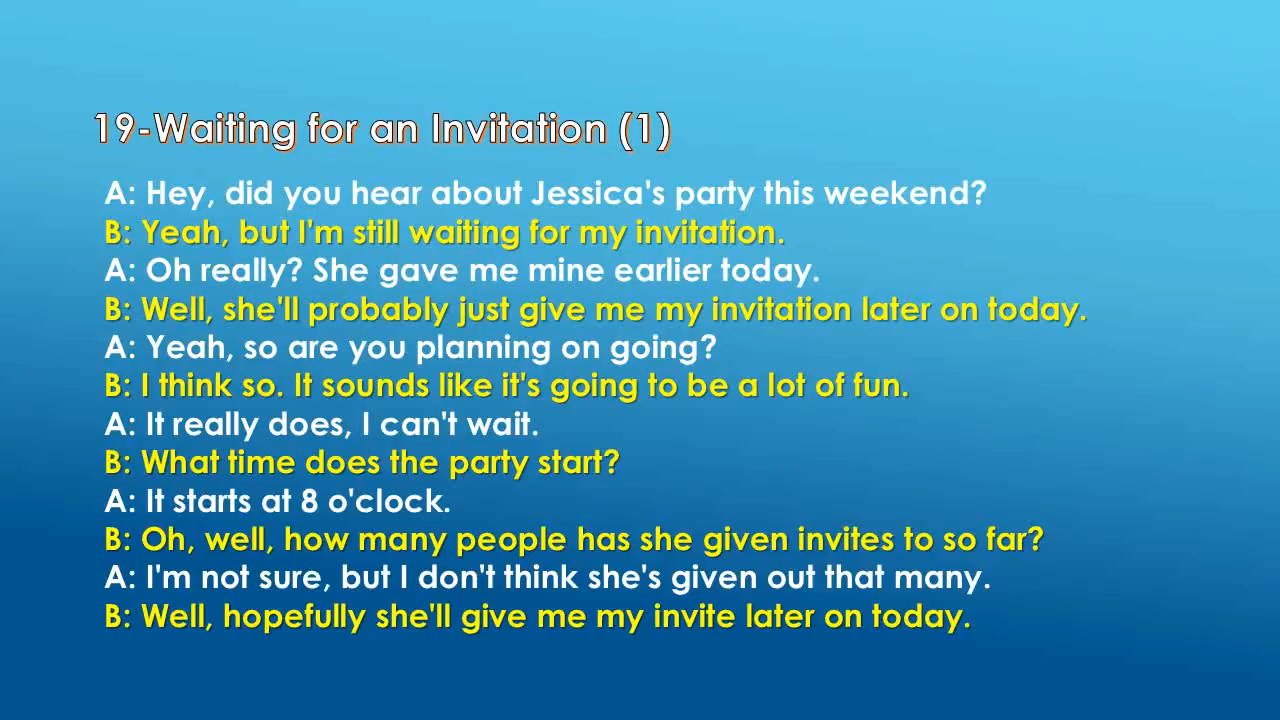 19-Waiting for an Invitation (1)
A: Hey, did you hear about Jessica's party this weekend?
B: Yeah, but I'm still waiting for my invitation.
A: Oh really? She gave me mine earlier today.
B: Well, she'll probably just give me my invitation later on today.
A: Yeah, so are you planning on going?
B: I think so. It sounds like it's going to be a lot of fun.
A: It really does, I can't wait.
B: What time does the party start?
A: It starts at 8 o'clock.
B: Oh, well, how many people has she given invites to so far?
A: I'm not sure, but I don't think she's given out that many.
B: Well, hopefully she'll give me my invite later on today.